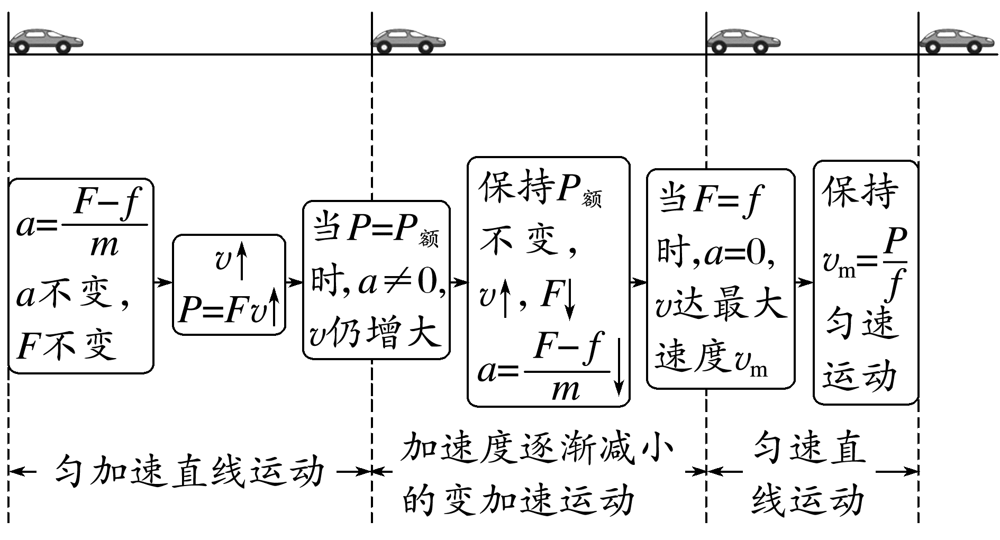 a=(F−f)/m
a不变，
F不变
v↑
P=Fv↑
当P=P额
时,a≠0,
v仍增大
保持P额
不变，
v↑，F↓
a=(F−f)/m↓
当F=f
时,a=0,
v达最大
速度vm
保持
vm=P/f
匀速
运动
匀加速直线运动
加速度逐渐减小
的变加速运动
匀速直
线运动